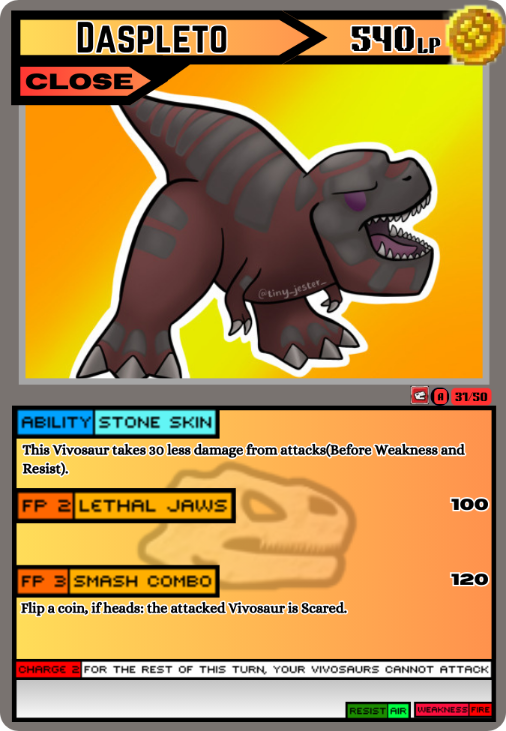 DASPLETO
540LP
CLOSE
@tiny_jester_
A 31/50
ABILITY STONE SKIN
This Vivosaur takes 30 less damage from attacks(Before Weakness and
Resist).
FP 2 LETHAL JAWS 100
FP 3 SMASH COMBO 120
Flip a coin, if heads: the attacked Vivosaur is Scared.
CHARGE 2 FOR THE REST OF THIS TURN, YOUR VIVOSAURS CANNOT ATTACK
RESIST AIR WEAKNESS FIRE